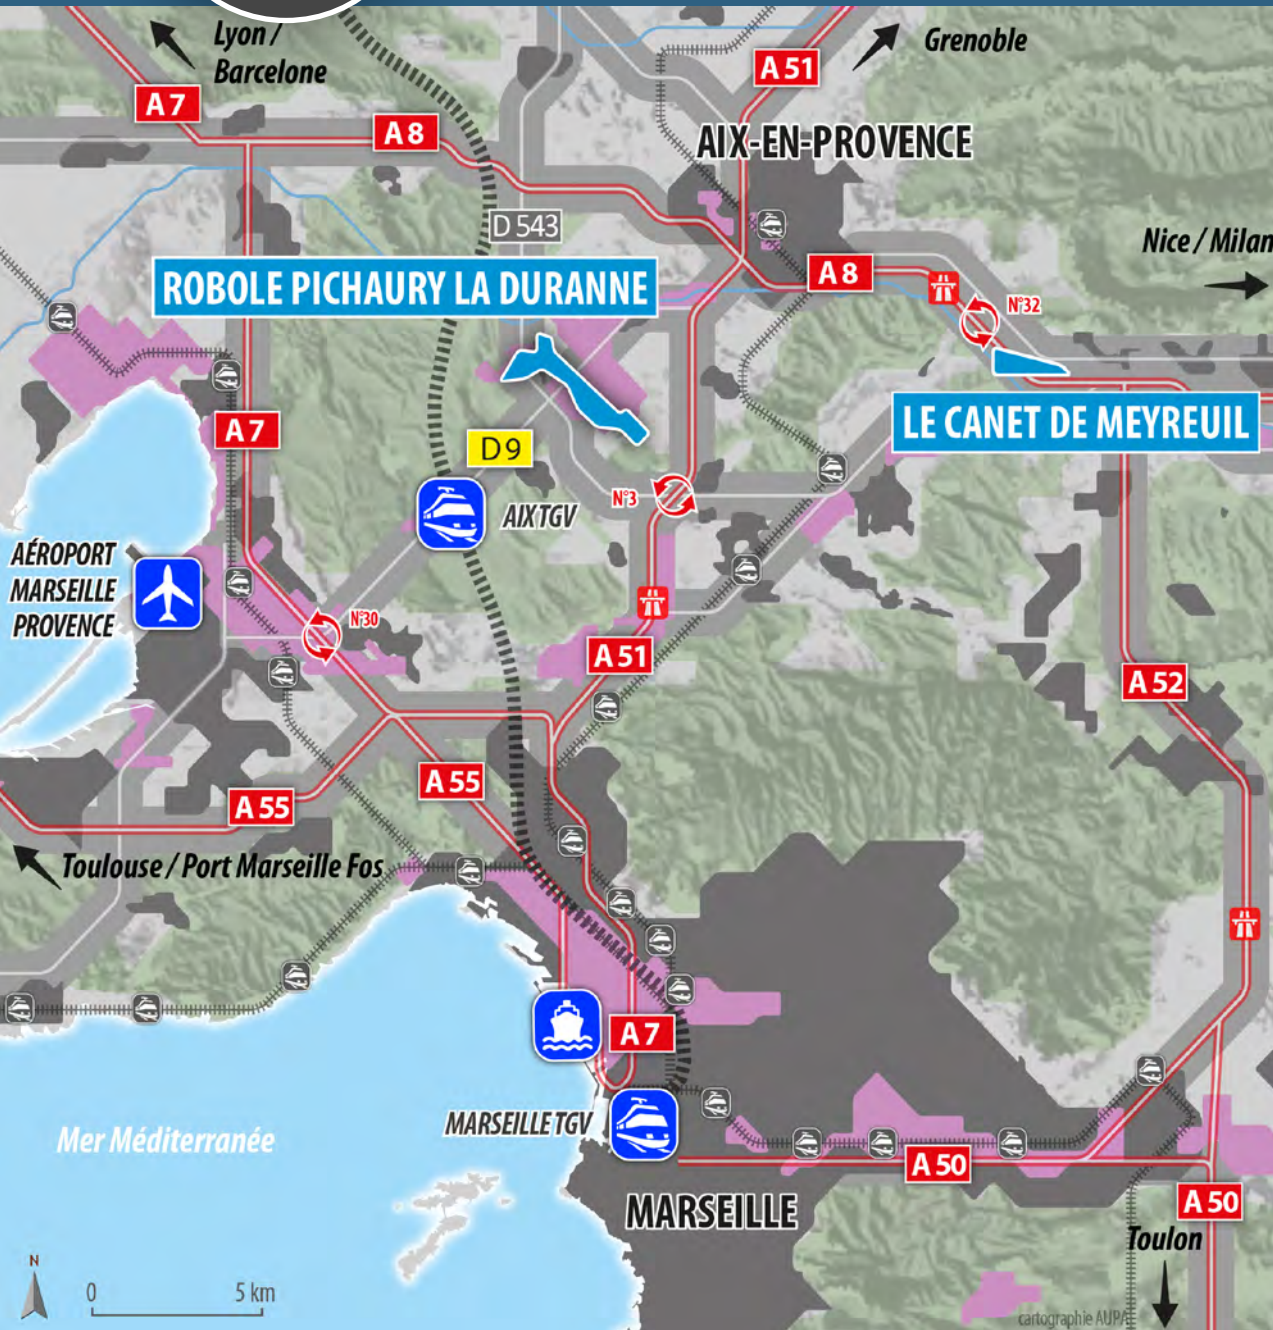 Lyon /
Barcelone
Grenoble
A 51
A 7
A 8
AIX-EN-PROVENCE
D 543
Nice / Milan
A 8
ROBOLE PICHAURY LA DURANNE
N°32
A 7
LE CANET DE MEYREUIL
D 9
N°3
AIX TGV
AÉROPORT
MARSEILLE
PROVENCE
N°30
A 51
A 52
A 55
A 55
Toulouse / Port Marseille Fos
A 7
MARSEILLE TGV
Mer Méditerranée
A 50
MARSEILLE
A 50
Toulon
N
0
5 km
cartographie AUPA